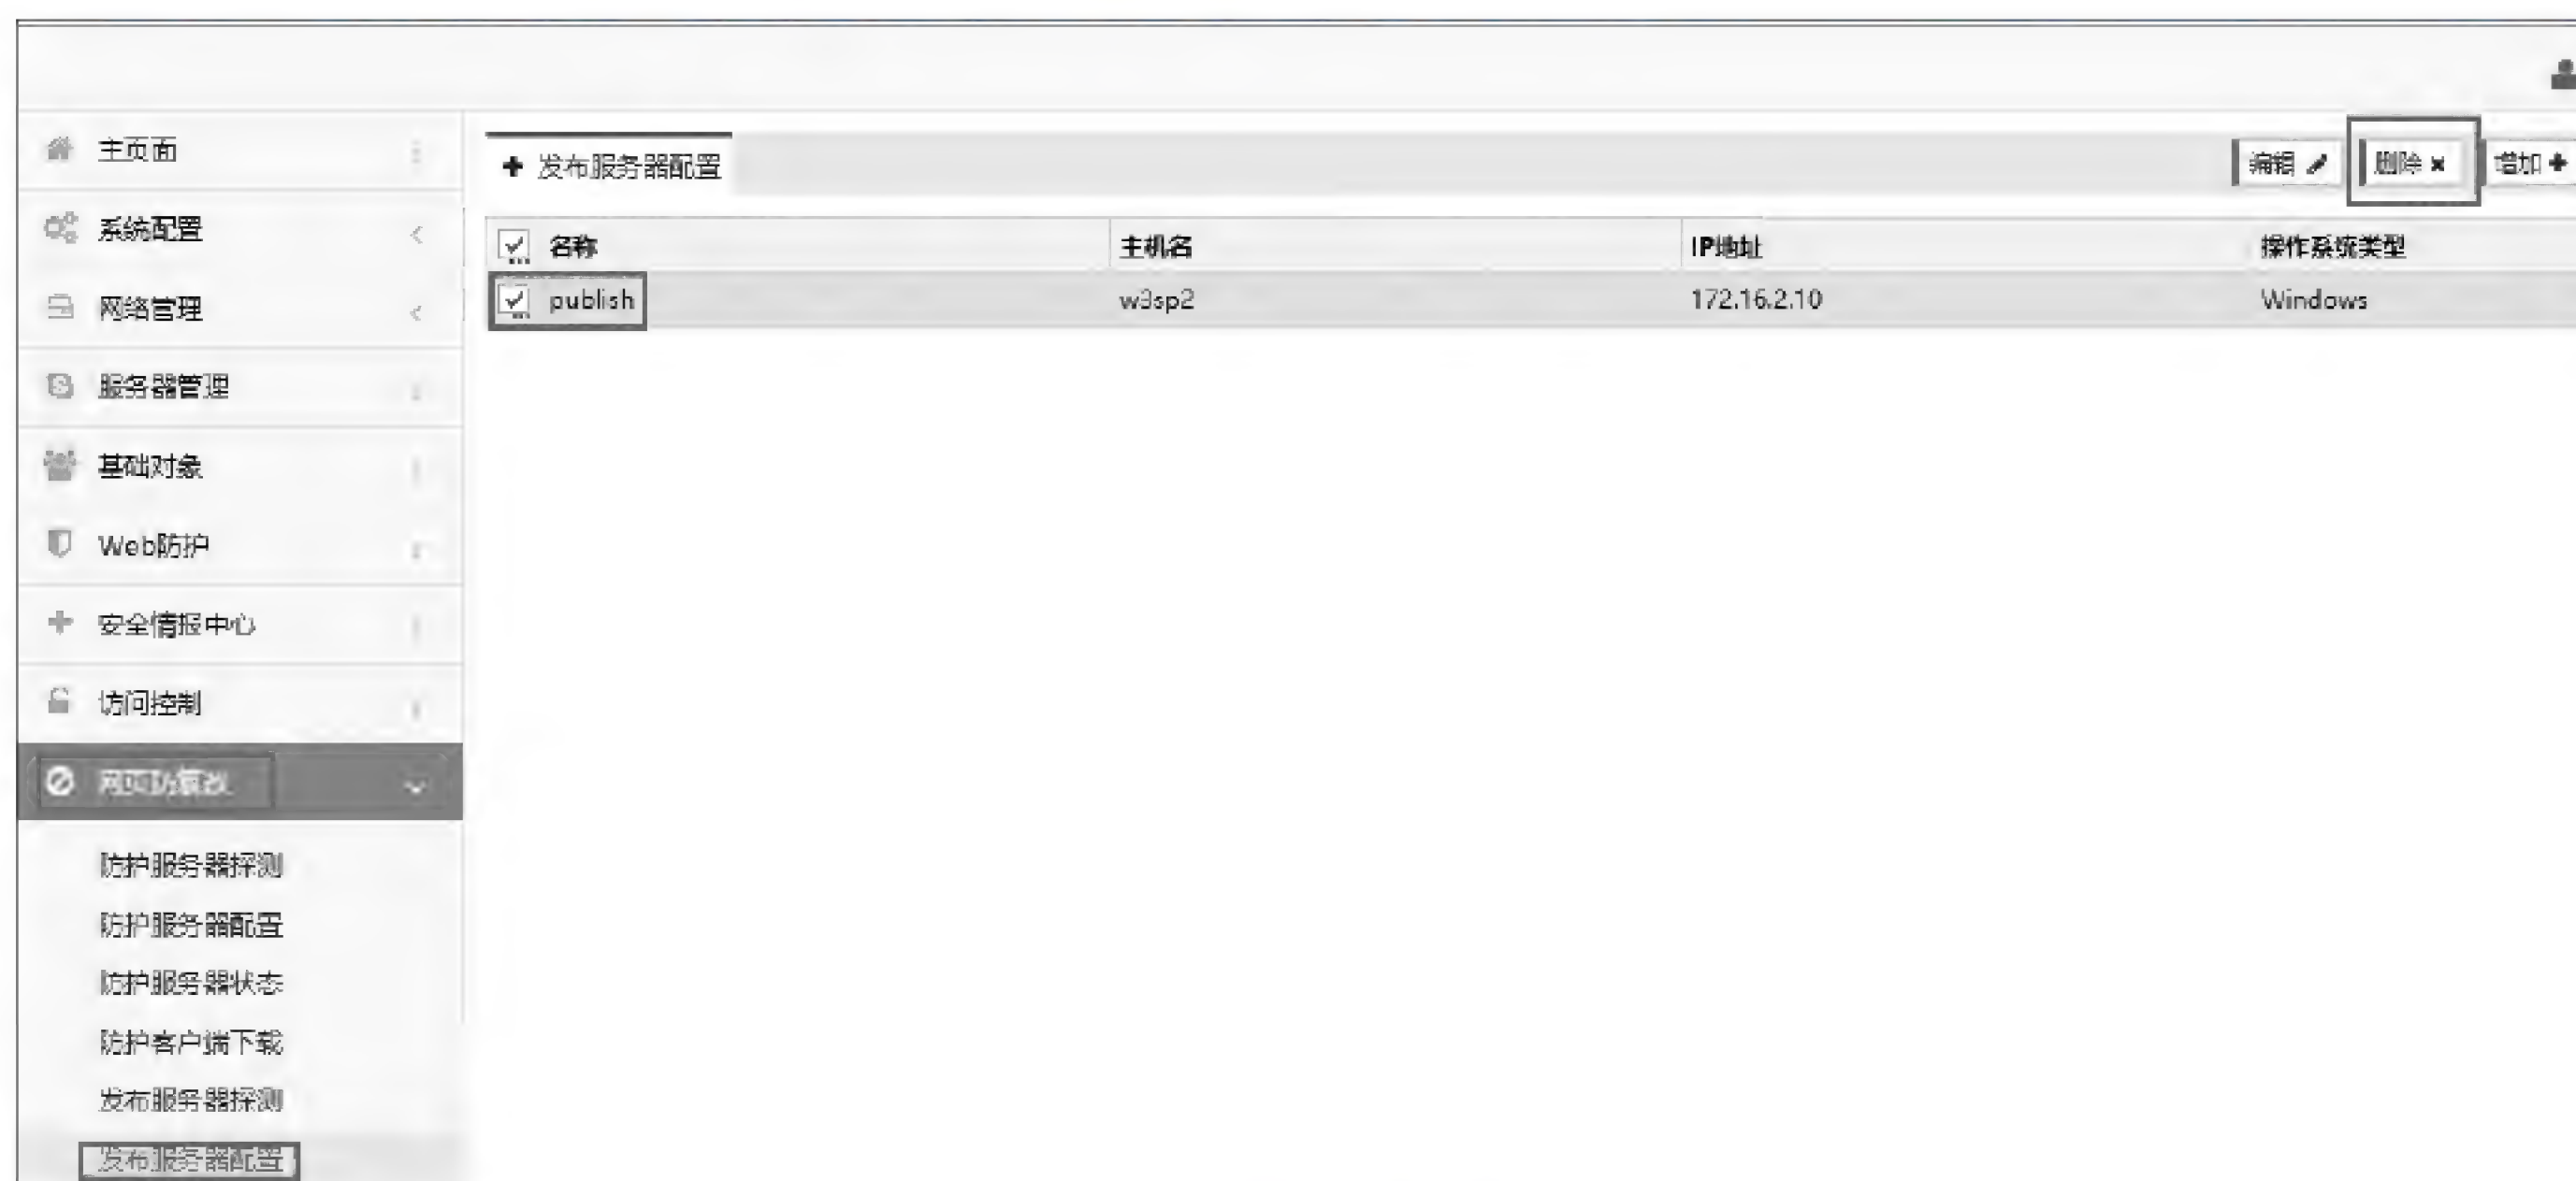 主页面
系统配置
网络管理
服务器管理
基础对象
Web防护
安全情报中心
访问控制
网页防篡改
防护服务器探测
防护服务器配置
防护服务器状态
防护客户端下载
发布服务器探测
发布服务器配置
发布服务器配置
编辑 删除 增加
名称 主机名 IP地址 操作系统类型
publish w3sp2 172.16.2.10 Windows